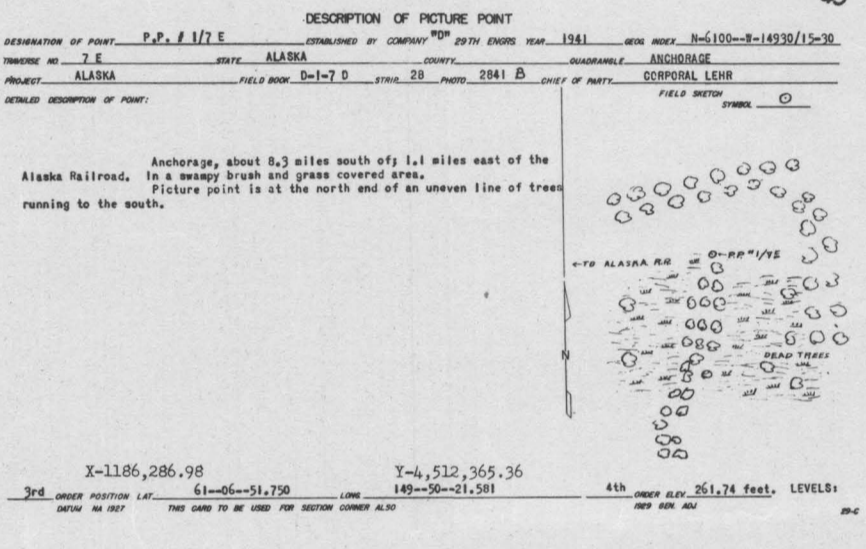 DESCRIPTION OF PICTURE POINT
DESIGNATION OF POINT P.P. # 1/7 E ESTABLISHED BY COMPANY "D" 29TH ENGRS YEAR 1941 GEOG INDEX N-6100--W-14930/15-30
TRAVERSE NO 7 E STATE ALASKA COUNTY QUADRANGLE ANCHORAGE
PROJECT ALASKA FIELD BOOK D-1-7 D STRIP 28 PHOTO 2841 B CHIEF OF PARTY CORPORAL LEHR
DETAILED DESCRIPTION OF POINT:
FIELD SKETCH
SYMBOL
Anchorage, about 8.3 miles south of; 1.1 miles east of the
Alaska Railroad. In a swampy brush and grass covered area.
Picture point is at the north end of an uneven line of trees
running to the south.
P.P. #1/7E
←TO ALASKA R.R.
N
DEAD TREES
X-1186,286.98 Y-4,512,365.36
3rd ORDER POSITION LAT. 61--06--51.750 LONG 149--50--21.581 4th ORDER ELEV 261.74 feet. LEVELS:
DATUM NA 1927 THIS CARD TO BE USED FOR SECTION CORNER ALSO 1929 GEN. ADJ 29-C